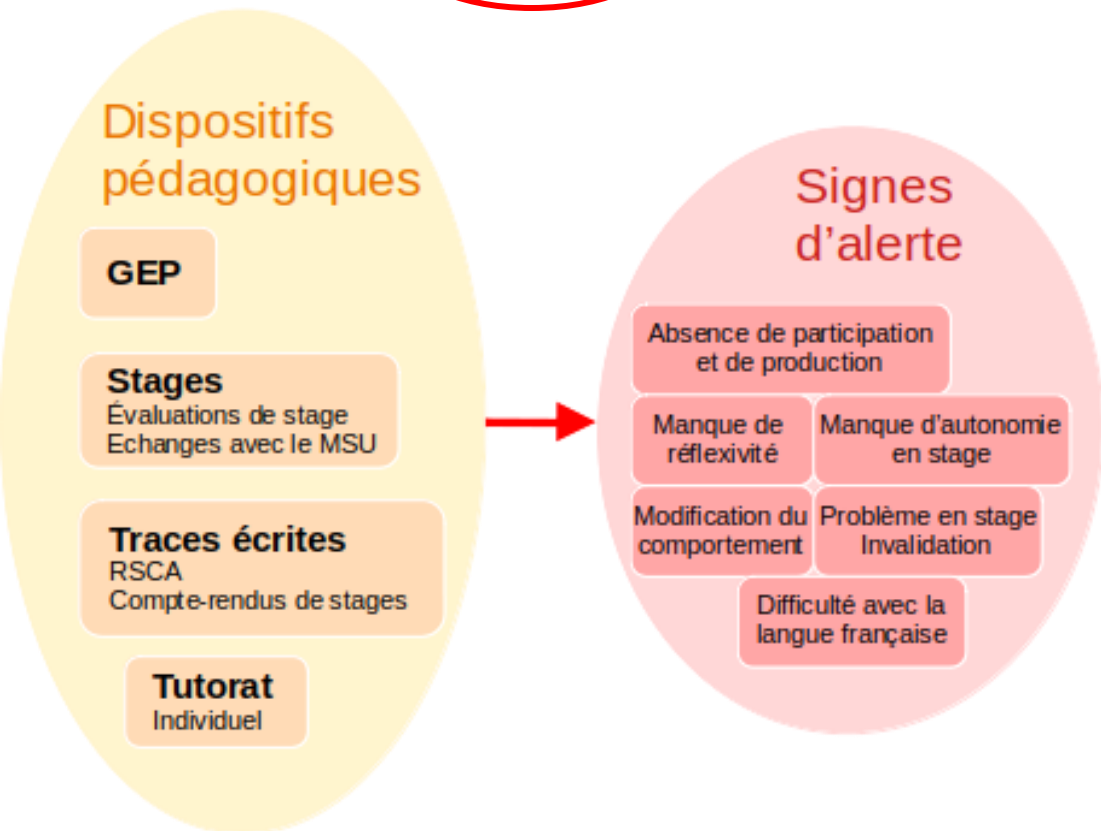 Dispositifs
pédagogiques
GEP
Stages
Évaluations de stage
Echanges avec le MSU
Traces écrites
RSCA
Compte-rendus de stages
Tutorat
Individuel
Signes
d'alerte
Absence de participation
et de production
Manque de
réflexivité
Manque d'autonomie
en stage
Modification du
comportement
Problème en stage
Invalidation
Difficulté avec la
langue française